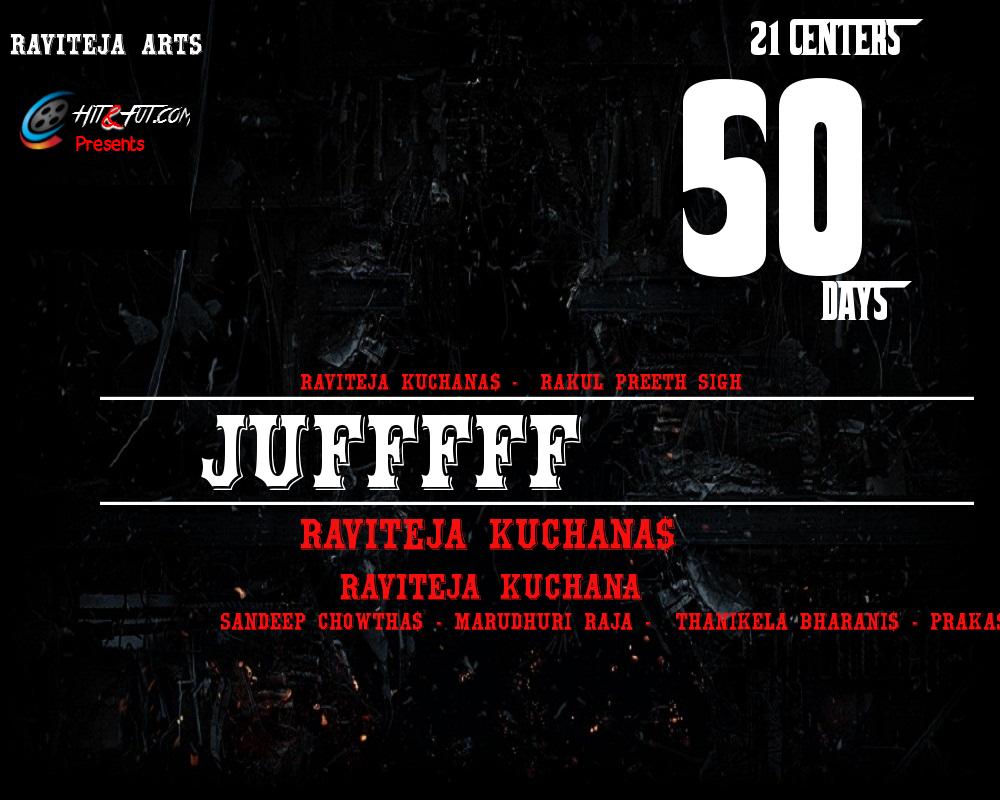 RAVITEJA ARTS
21 CENTERS
HIT&FUT.COM
Presents
50
DAYS
RAVITEJA KUCHANA$ - RAKUL PREETH SIGH
JUFFFFF
RAVITEJA KUCHANA$
RAVITEJA KUCHANA
SANDEEP CHOWTHA$ - MARUDHURI RAJA - THANIKELA BHARANI$ - PRAKAS